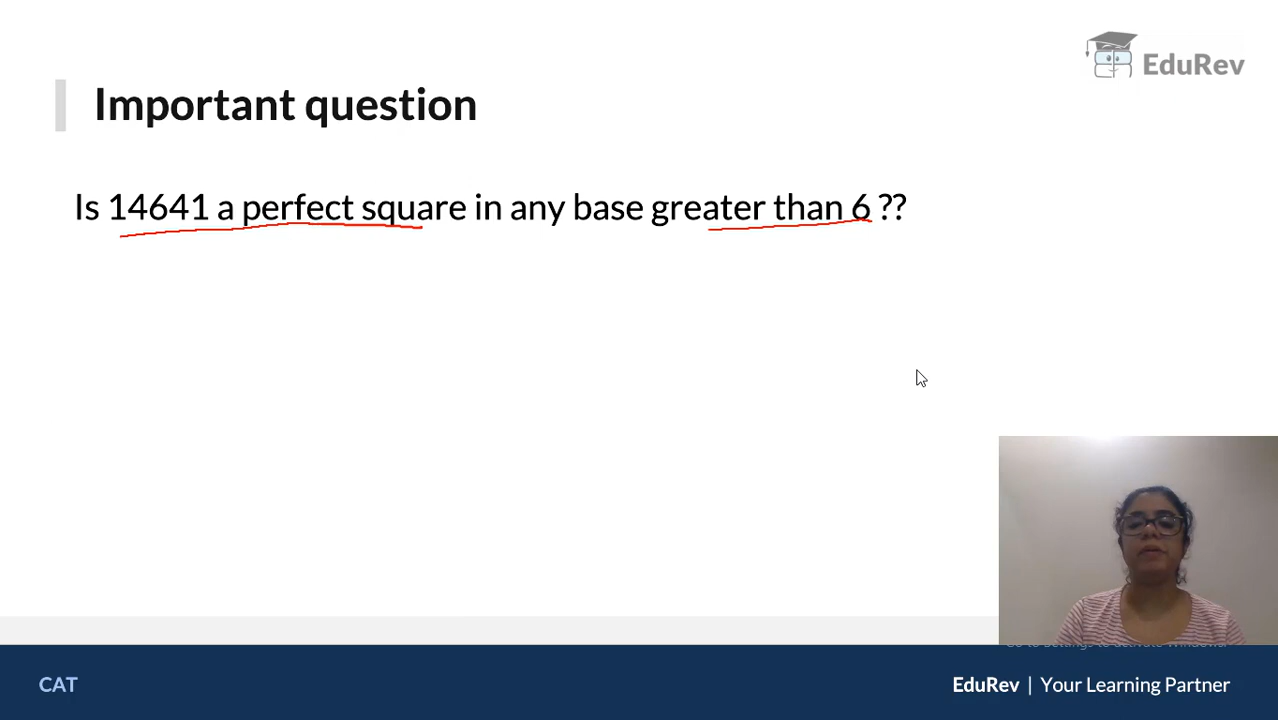 EduRev
Important question
Is 14641 a perfect square in any base greater than 6 ??
CAT
EduRev | Your Learning Partner